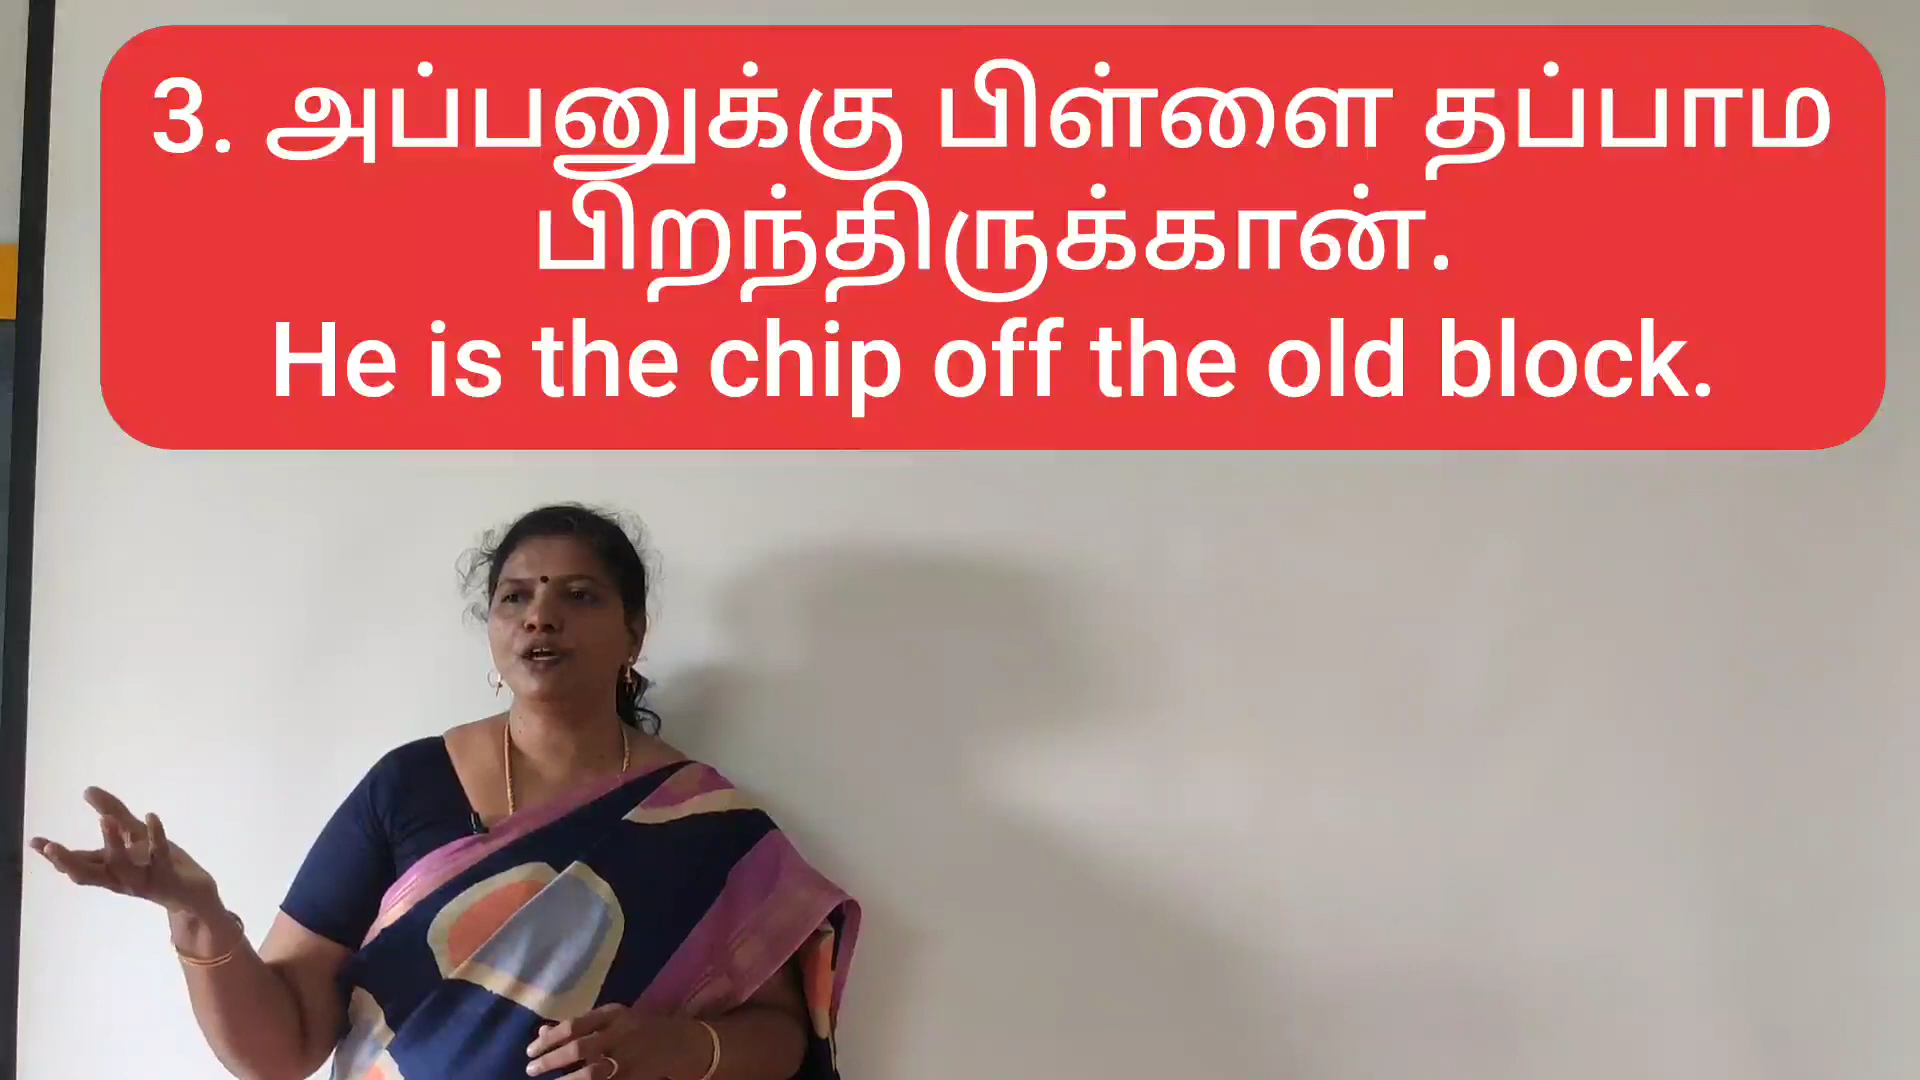 3. அப்பனுக்கு பிள்ளை தப்பாம
பிறந்திருக்கான்.
He is the chip off the old block.